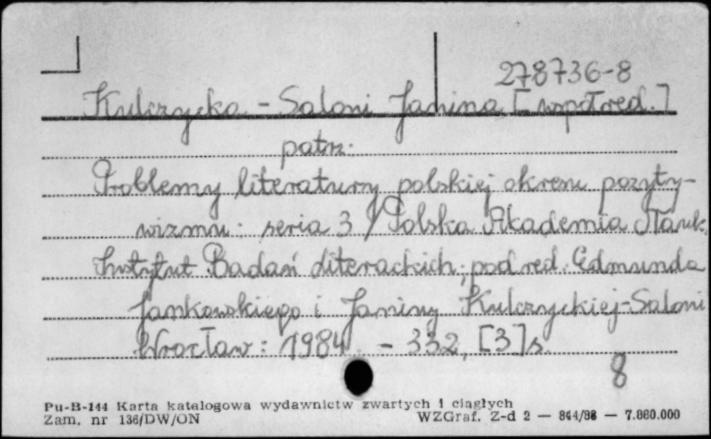 278736-8
Kulczycka - Saloni Janina [współred.]
patrz:
Problemy literatury polskiej okresu pozyty-
wizmu: seria 3 / Polska Akademia Nauk.
Instytut Badań Literackich; pod red. Edmunda
Jankowskiego i Janiny Kulczyckiej-Saloni
Wrocław: 1984. - 332, [3] s.
8
Pu-B-144 Karta katalogowa wydawnictw zwartych i ciągłych
Zam. nr 136/DW/ON WZGraf. Z-d 2 — 844/88 — 7.860.000